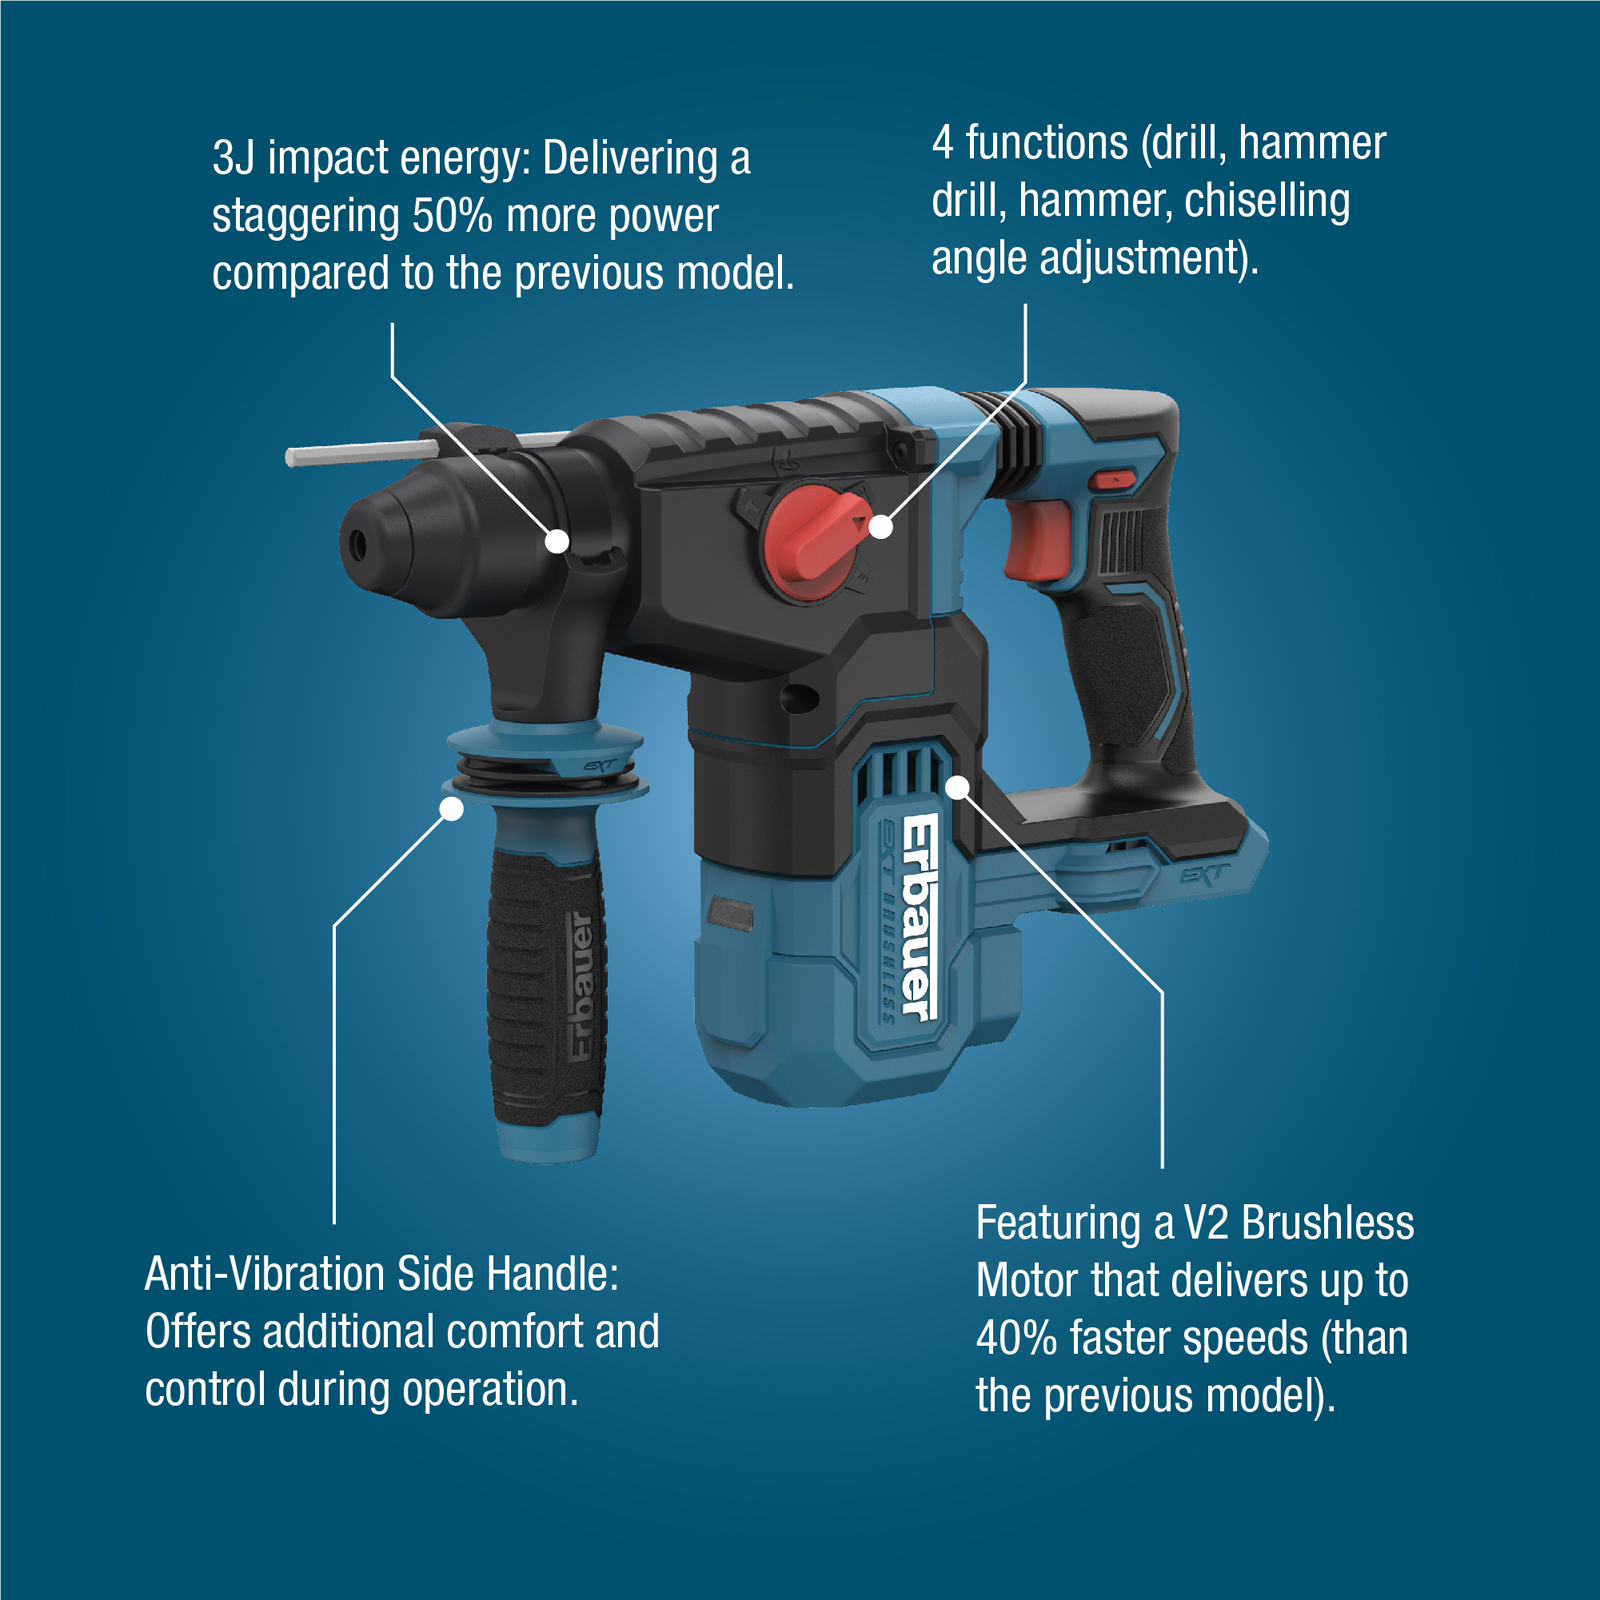 3J impact energy: Delivering a
staggering 50% more power
compared to the previous model.
4 functions (drill, hammer
drill, hammer, chiselling
angle adjustment).
EXT
Erbauer
EXT BRUSHLESS
Erbauer
EXT
Anti-Vibration Side Handle:
Offers additional comfort and
control during operation.
Featuring a V2 Brushless
Motor that delivers up to
40% faster speeds (than
the previous model).